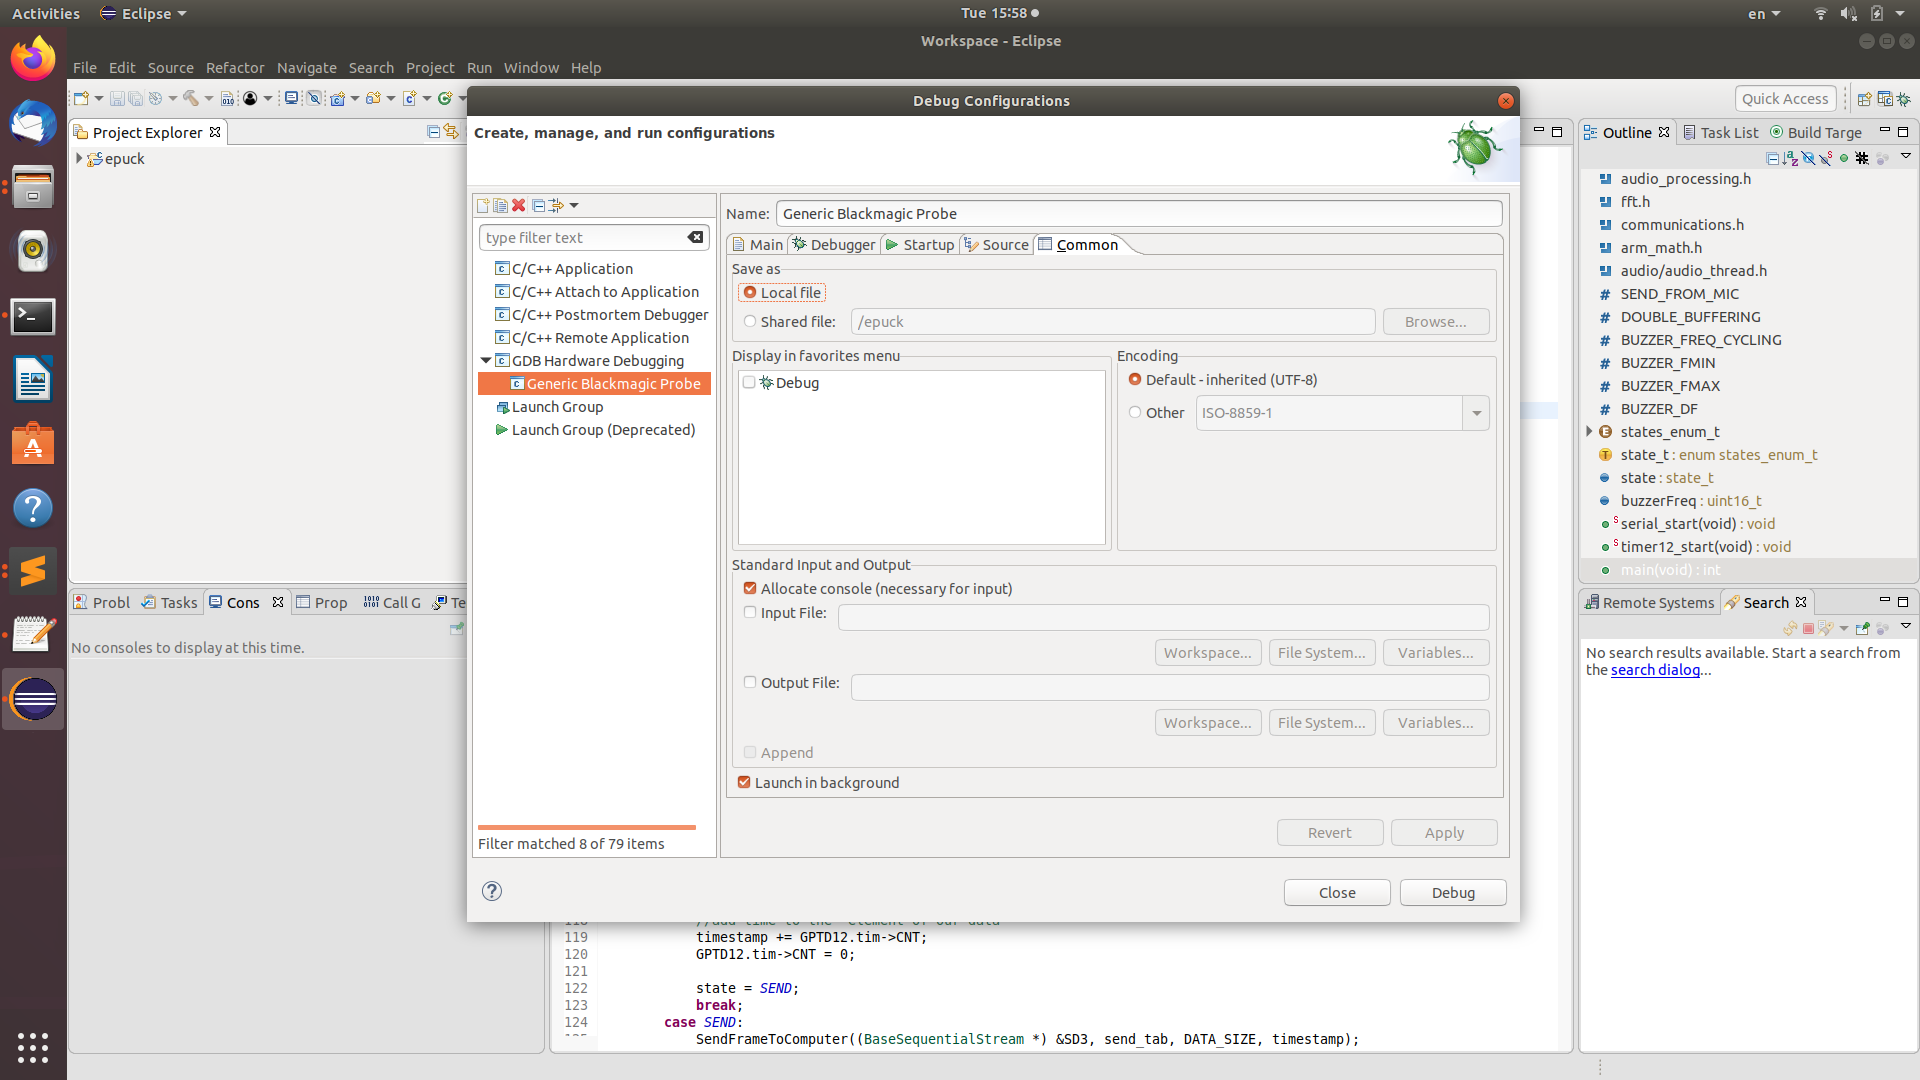 Activities
Eclipse
Tue 15:58
en
Workspace - Eclipse
File Edit Source Refactor Navigate Search Project Run Window Help
Quick Access
Project Explorer
epuck
Probl Tasks Cons Prop Call G Te
No consoles to display at this time.
Debug Configurations
Create, manage, and run configurations
type filter text
C/C++ Application
C/C++ Attach to Application
C/C++ Postmortem Debugger
C/C++ Remote Application
GDB Hardware Debugging
Generic Blackmagic Probe
Launch Group
Launch Group (Deprecated)
Filter matched 8 of 79 items
Name: Generic Blackmagic Probe
Main Debugger Startup Source Common
Save as
Local file
Shared file: /epuck Browse...
Display in favorites menu
Debug
Encoding
Default - inherited (UTF-8)
Other ISO-8859-1
Standard Input and Output
Allocate console (necessary for input)
Input File:
Workspace... File System... Variables...
Output File:
Workspace... File System... Variables...
Append
Launch in background
Revert Apply
Close Debug
119 timestamp += GPTD12.tim->CNT;
120 GPTD12.tim->CNT = 0;
121
122 state = SEND;
123 break;
124 case SEND:
SendFrameToComputer((BaseSequentialStream *) &SD3, send_tab, DATA_SIZE, timestamp);
Outline Task List Build Targe
audio_processing.h
fft.h
communications.h
arm_math.h
audio/audio_thread.h
SEND_FROM_MIC
DOUBLE_BUFFERING
BUZZER_FREQ_CYCLING
BUZZER_FMIN
BUZZER_FMAX
BUZZER_DF
states_enum_t
state_t : enum states_enum_t
state : state_t
buzzerFreq : uint16_t
serial_start(void) : void
timer12_start(void) : void
main(void) : int
Remote Systems Search
No search results available. Start a search from
the search dialog...